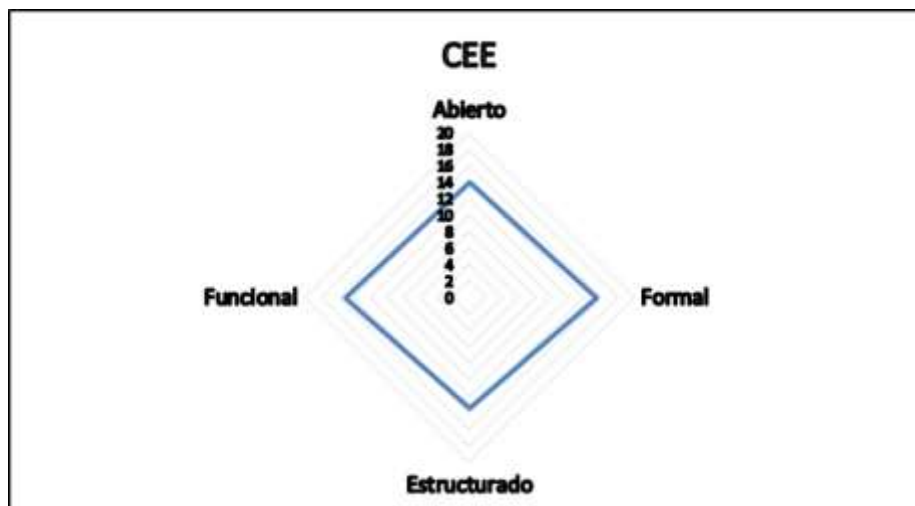 CEE
Abierto
20
18
16
14
12
10
8
6
4
2
0
Funcional
Formal
Estructurado